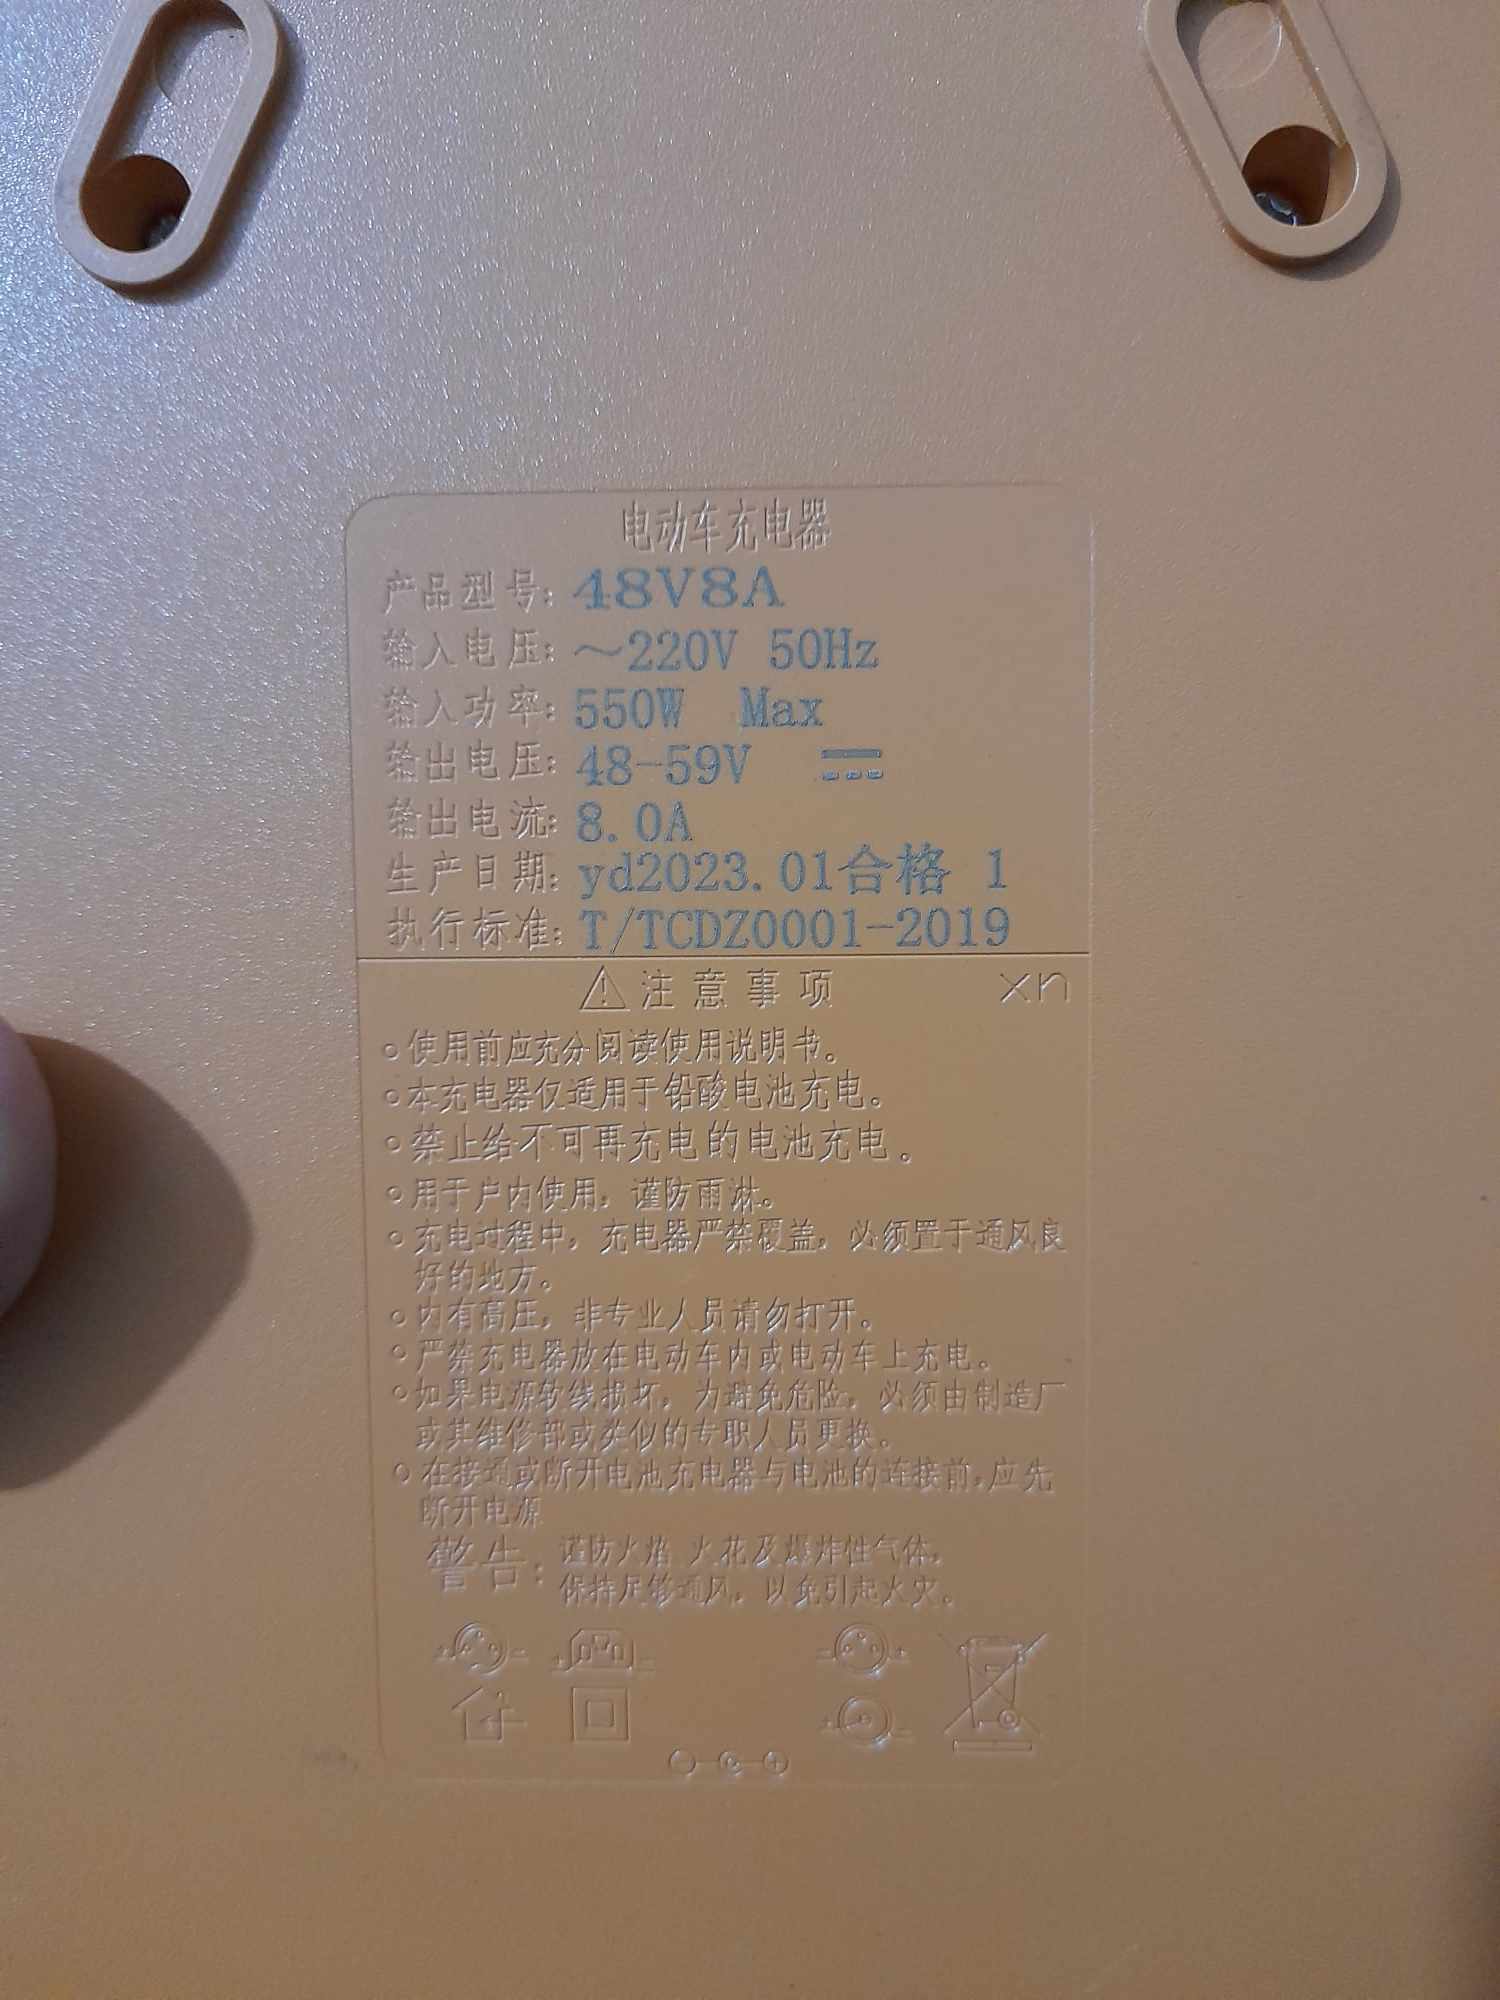 电动车充电器
产品型号: 48V8A
输入电压: ～220V 50Hz
输入功率: 550W Max
输出电压: 48-59V
输出电流: 8.0A
生产日期: yd2023.01合格 1
执行标准: T/TCDZ0001-2019
注意事项 xn
使用前应充分阅读使用说明书。
本充电器仅适用于铅酸电池充电。
禁止给不可再充电的电池充电。
用于户内使用，谨防雨淋。
充电过程中，充电器严禁覆盖，必须置于通风良
好的地方。
内有高压，非专业人员请勿打开。
严禁充电器放在电动车内或电动车上充电。
如果电源软线损坏，为避免危险，必须由制造厂
或其维修部或类似的专职人员更换。
在接通或断开电池充电器与电池的连接前，应先
断开电源
警告: 谨防火焰 火花及爆炸性气体，
保持足够通风，以免引起火灾。